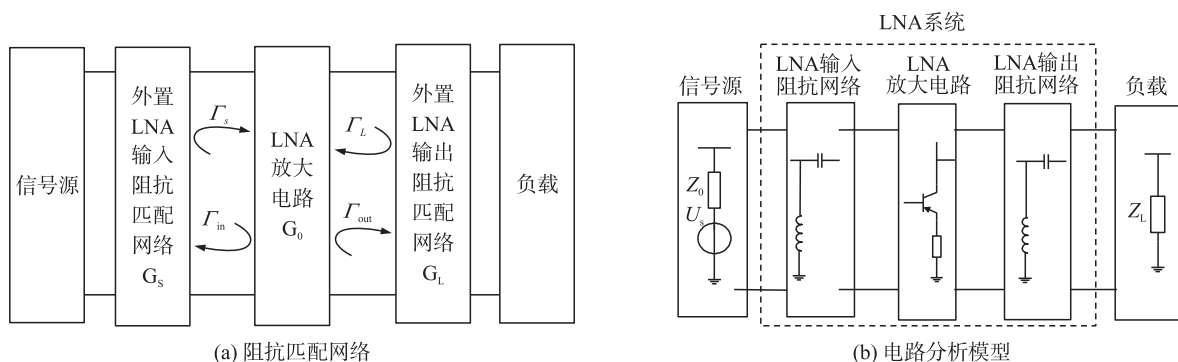 信号源
外置
LNA
输入
阻抗
匹配
网络
G_S
Γ_s
Γ_in
LNA
放大
电路
G_0
Γ_L
Γ_out
外置
LNA
输出
阻抗
匹配
网络
G_L
负载
(a) 阻抗匹配网络
LNA系统
信号源
Z_0
U_s
LNA输入
阻抗网络
LNA
放大电路
LNA输出
阻抗网络
负载
Z_L
(b) 电路分析模型